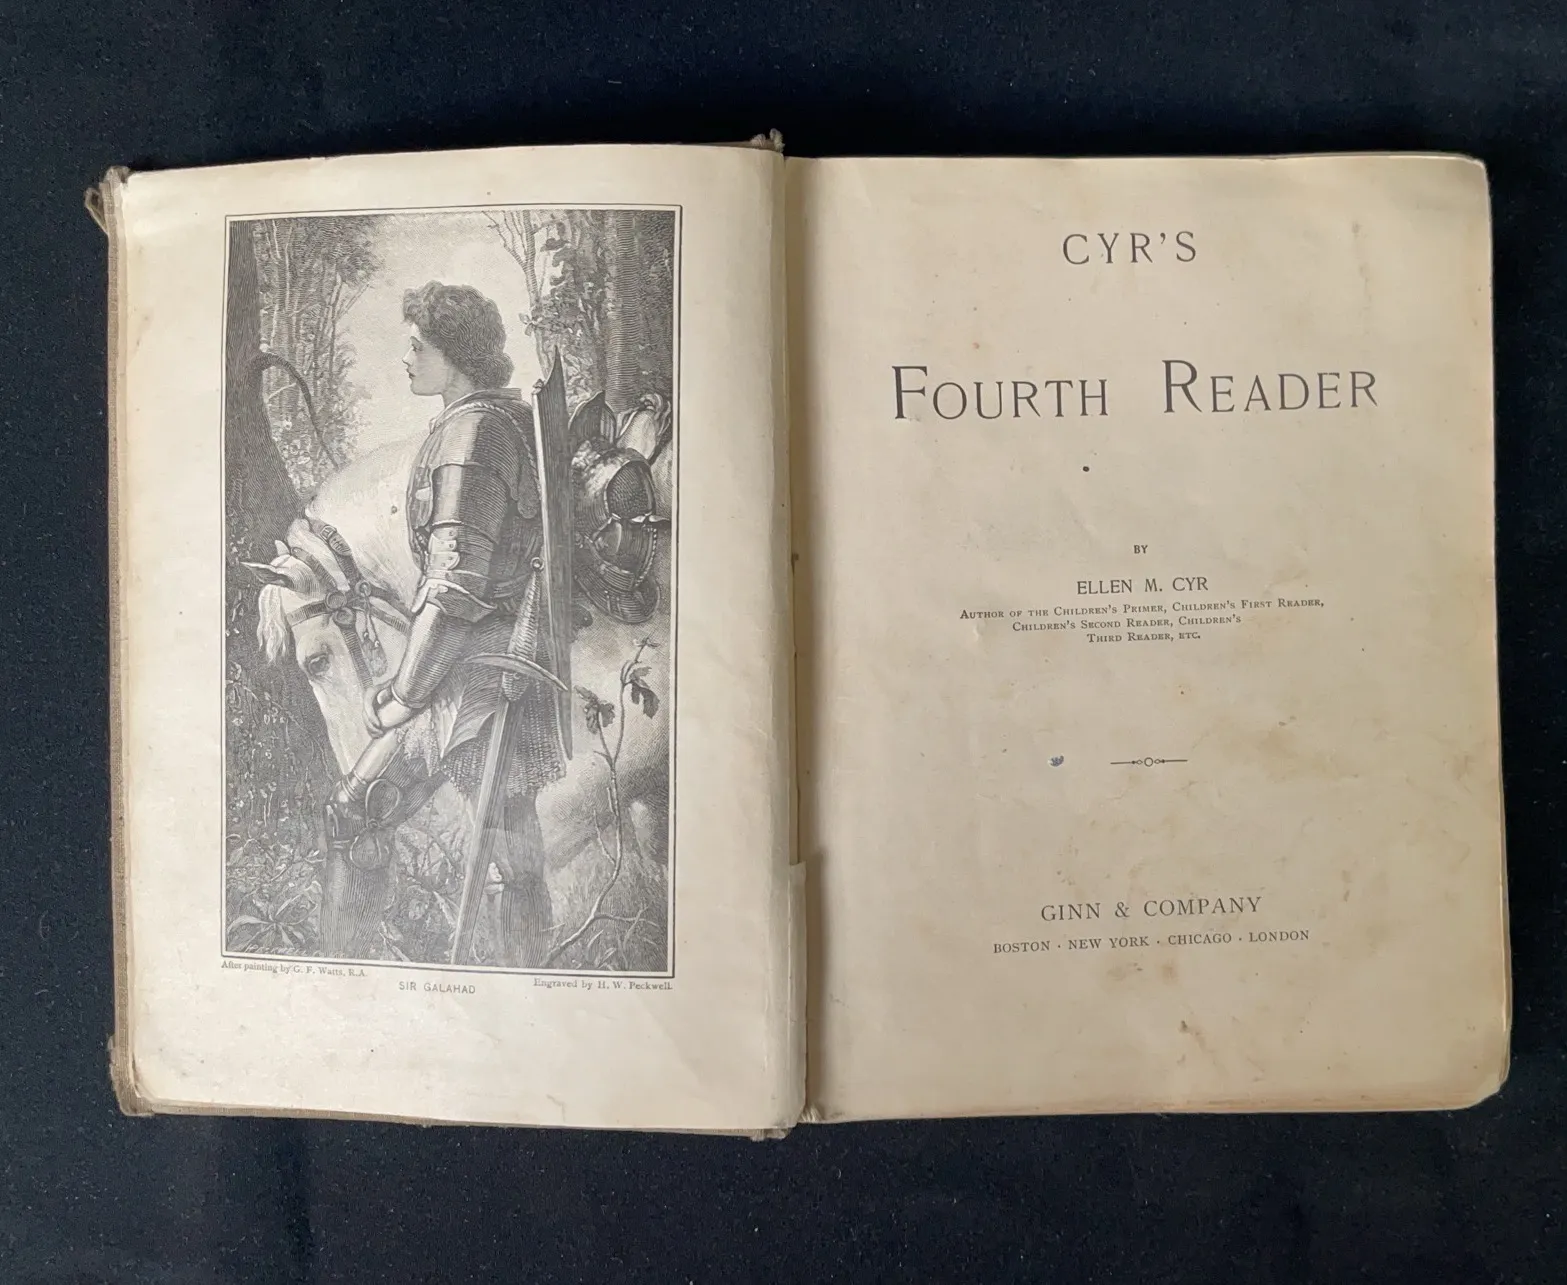 After painting by G. F. Watts, R.A.
Engraved by H. W. Peckwell.
SIR GALAHAD
CYR'S
FOURTH READER
BY
ELLEN M. CYR
AUTHOR OF THE CHILDREN'S PRIMER, CHILDREN'S FIRST READER,
CHILDREN'S SECOND READER, CHILDREN'S
THIRD READER, ETC.
GINN & COMPANY
BOSTON · NEW YORK · CHICAGO · LONDON